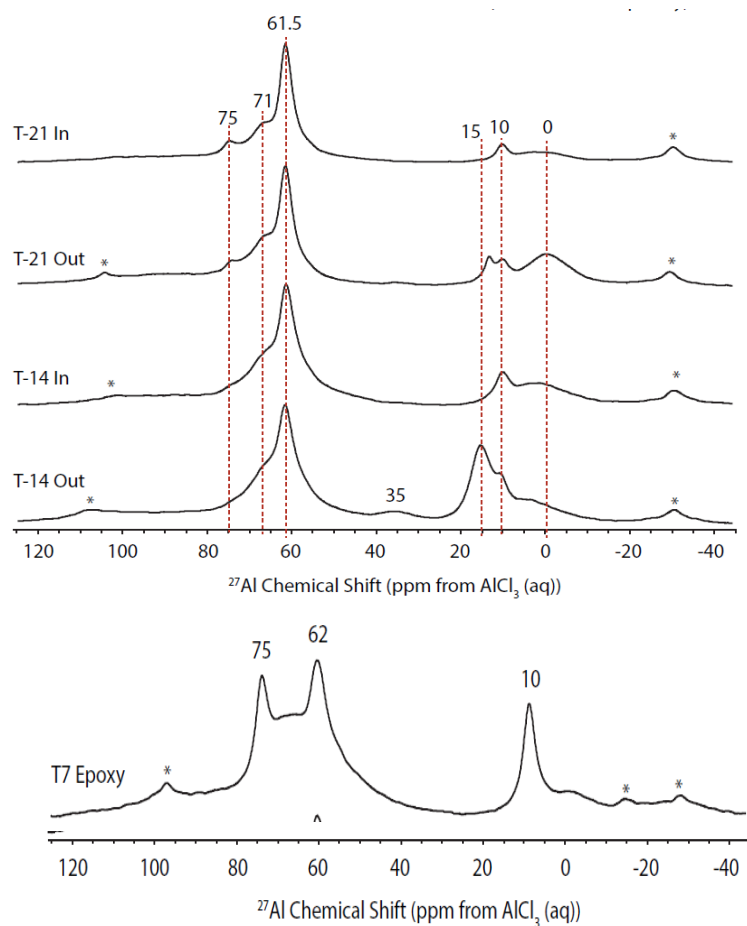 61.5
75 71 15 10 0
T-21 In *
T-21 Out * *
T-14 In * *
T-14 Out * 35 *
120 100 80 60 40 20 0 -20 -40
²⁷Al Chemical Shift (ppm from AlCl₃ (aq))
75 62 10
T7 Epoxy * * *
120 100 80 60 40 20 0 -20 -40
²⁷Al Chemical Shift (ppm from AlCl₃ (aq))